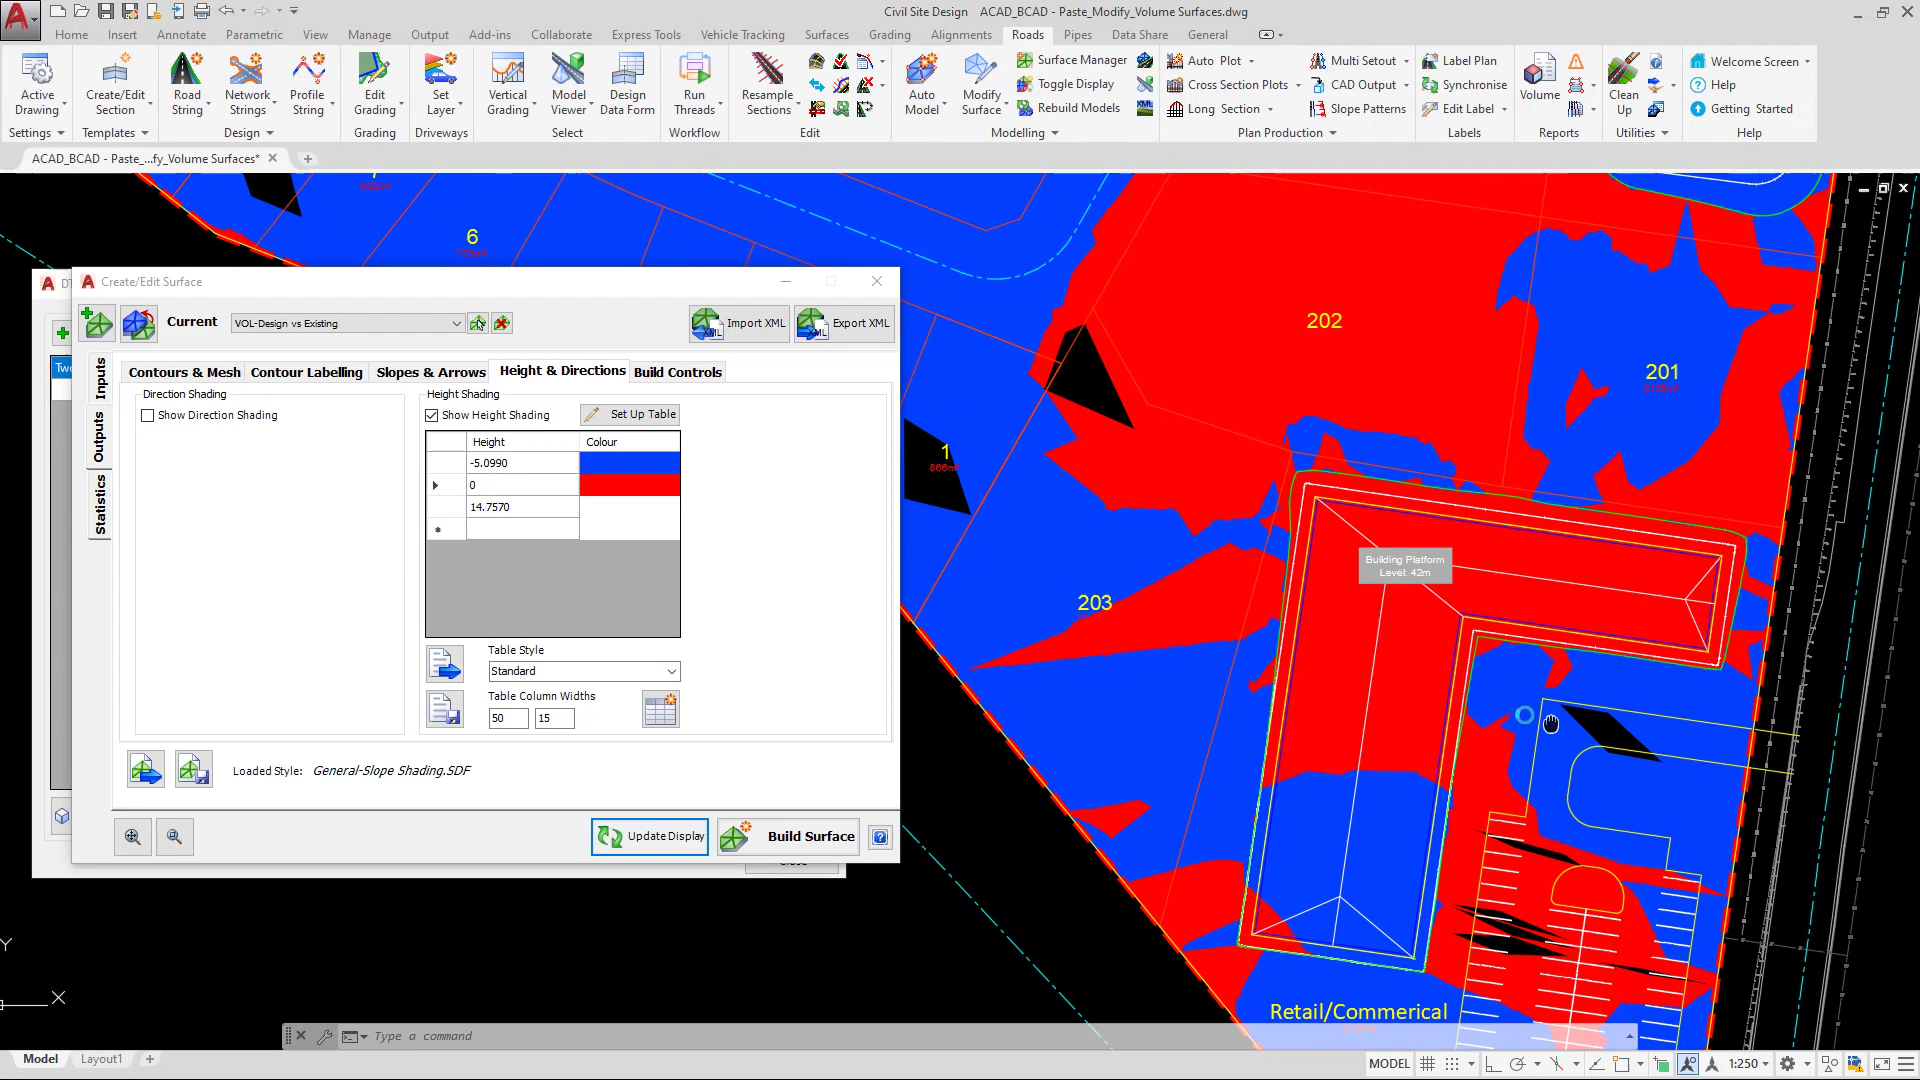 Civil Site Design ACAD_BCAD - Paste_Modify_Volume Surfaces.dwg
Home Insert Annotate Parametric View Manage Output Add-ins Collaborate Express Tools Vehicle Tracking Surfaces Grading Alignments Roads Pipes Data Share General
Active Drawing
Create/Edit Section
Road String
Network Strings
Profile String
Edit Grading
Set Layer
Vertical Grading
Model Viewer
Design Data Form
Run Threads
Resample Sections
Auto Model
Modify Surface
Surface Manager
Toggle Display
Rebuild Models
Auto Plot
Cross Section Plots
Long Section
Multi Setout
CAD Output
Slope Patterns
Label Plan
Synchronise
Edit Label
Volume
Clean Up
Welcome Screen
Help
Getting Started
Settings Templates Design Grading Driveways Select Workflow Edit Modelling Plan Production Labels Reports Utilities Help
ACAD_BCAD - Paste_...fy_Volume Surfaces*
6
202
201
1
866m²
203
Building Platform
Level: 42m
Retail/Commerical
DT
Two
Close
Create/Edit Surface
Current
VOL-Design vs Existing
Import XML
Export XML
Inputs
Outputs
Statistics
Contours & Mesh
Contour Labelling
Slopes & Arrows
Height & Directions
Build Controls
Direction Shading
Show Direction Shading
Height Shading
Show Height Shading
Set Up Table
Height Colour
-5.0990
0
14.7570
Table Style
Standard
Table Column Widths
50 15
Loaded Style: General-Slope Shading.SDF
Update Display
Build Surface
Y
X
Type a command
Model Layout1
MODEL
1:250